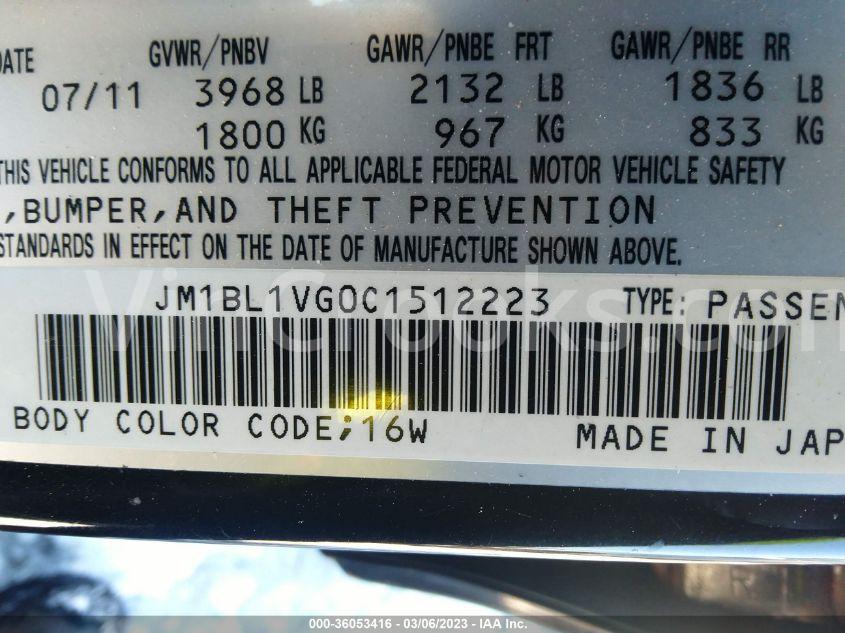 DATE GVWR/PNBV GAWR/PNBE FRT GAWR/PNBE RR
07/11 3968 LB 2132 LB 1836 LB
1800 KG 967 KG 833 KG
THIS VEHICLE CONFORMS TO ALL APPLICABLE FEDERAL MOTOR VEHICLE SAFETY
,BUMPER,AND THEFT PREVENTION
STANDARDS IN EFFECT ON THE DATE OF MANUFACTURE SHOWN ABOVE.
JM1BL1VG0C1512223 TYPE: PASSEN
VinCrooks.com
BODY COLOR CODE;16W MADE IN JAP
000-36053416 - 03/06/2023 - IAA Inc.